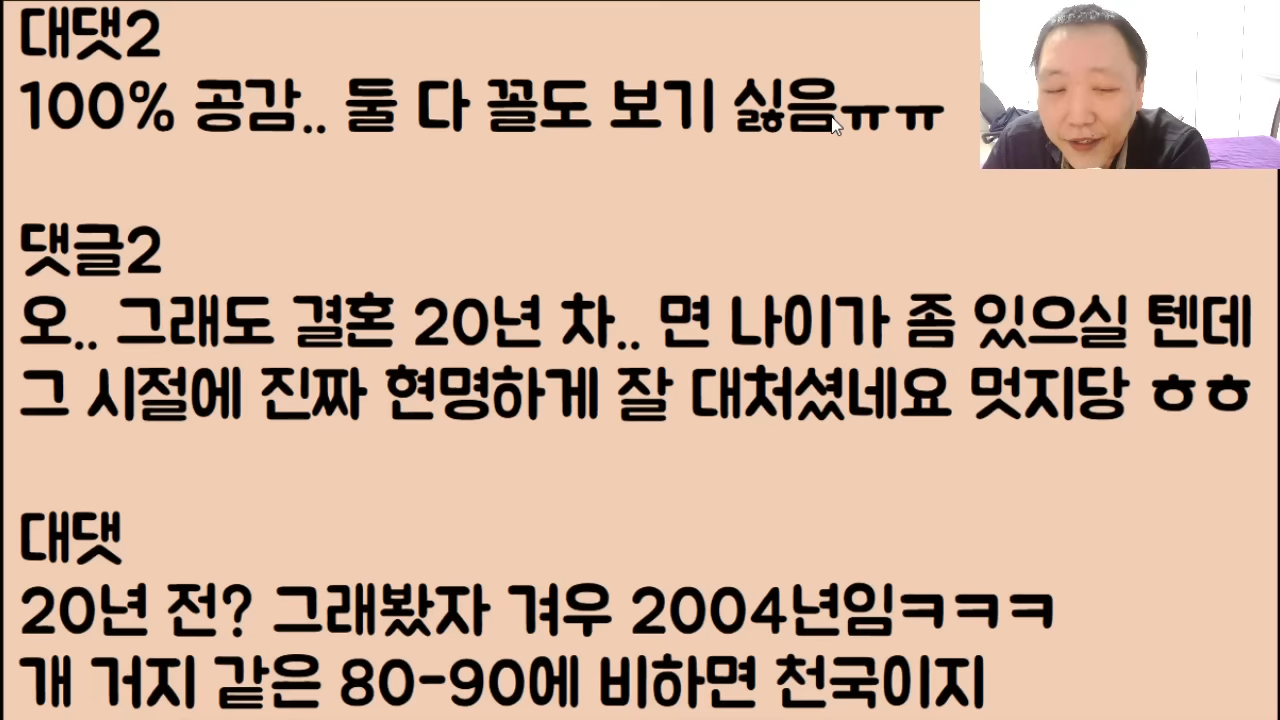 대댓2
100% 공감.. 둘 다 꼴도 보기 싫음ㅠㅠ
댓글2
오.. 그래도 결혼 20년 차.. 면 나이가 좀 있으실 텐데
그 시절에 진짜 현명하게 잘 대처셨네요 멋지당 ㅎㅎ
대댓
20년 전? 그래봤자 겨우 2004년임ㅋㅋㅋ
개 거지 같은 80-90에 비하면 천국이지